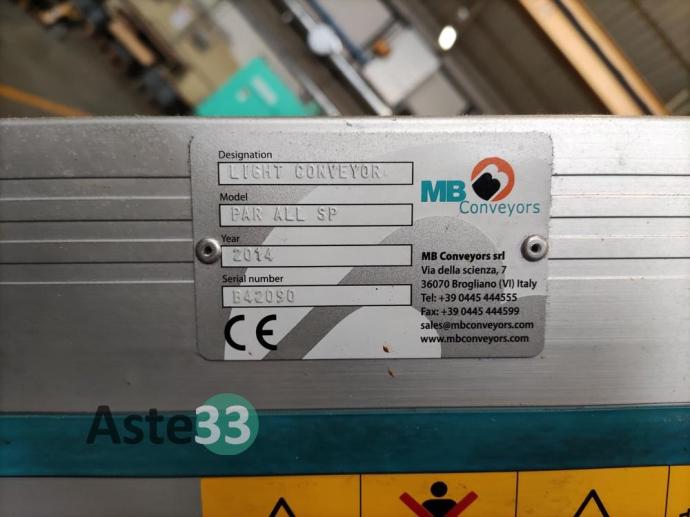 Designation
LIGHT CONVEYOR
Model
PAR ALL SP
Year
2014
Serial number
B42090
CE
MB
Conveyors
MB Conveyors srl
Via della scienza, 7
36070 Brogliano (VI) Italy
Tel: +39 0445 444555
Fax: +39 0445 444599
sales@mbconveyors.com
www.mbconveyors.com
Aste33